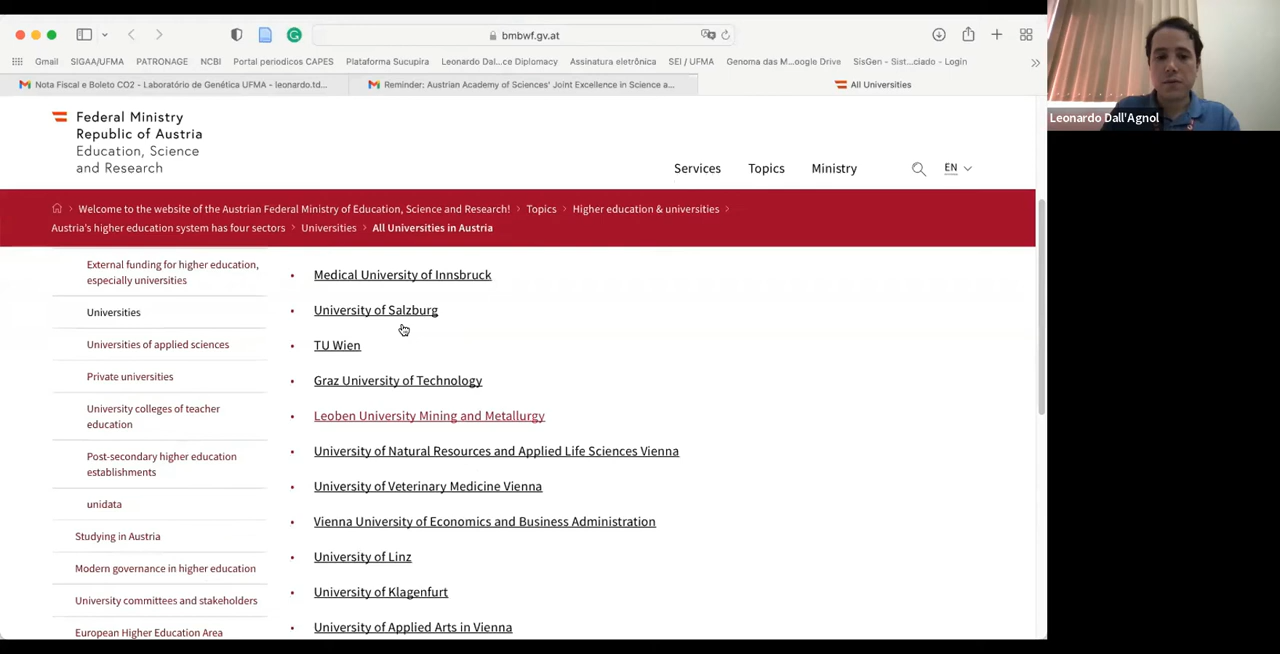 bmbwf.gv.at
Gmail SIGAA/UFMA PATRONAGE NCBI Portal periodicos CAPES Plataforma Sucupira Leonardo Dal...ce Diplomacy Assinatura eletrônica SEI / UFMA Genoma das M...oogle Drive SisGen - Sist...ciado - Login
Nota Fiscal e Boleto CO2 - Laboratório de Genética UFMA - leonardo.td...
Reminder: Austrian Academy of Sciences' Joint Excellence in Science a...
All Universities
Leonardo Dall'Agnol
Federal Ministry
Republic of Austria
Education, Science
and Research
Services Topics Ministry EN
Welcome to the website of the Austrian Federal Ministry of Education, Science and Research! Topics Higher education & universities
Austria's higher education system has four sectors Universities All Universities in Austria
External funding for higher education,
especially universities
Universities
Universities of applied sciences
Private universities
University colleges of teacher
education
Post-secondary higher education
establishments
unidata
Studying in Austria
Modern governance in higher education
University committees and stakeholders
European Higher Education Area
• Medical University of Innsbruck
• University of Salzburg
• TU Wien
• Graz University of Technology
• Leoben University Mining and Metallurgy
• University of Natural Resources and Applied Life Sciences Vienna
• University of Veterinary Medicine Vienna
• Vienna University of Economics and Business Administration
• University of Linz
• University of Klagenfurt
• University of Applied Arts in Vienna